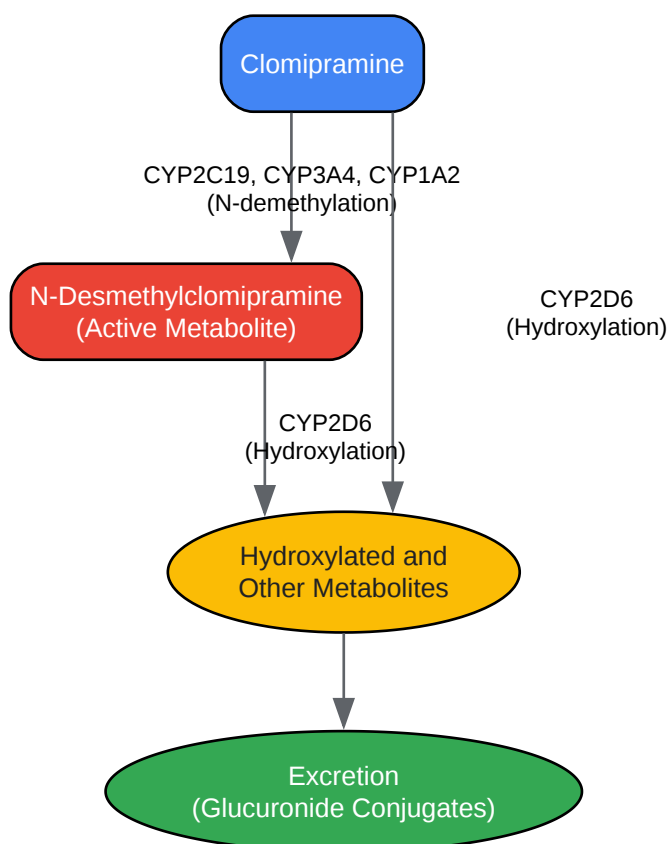 Clomipramine
CYP2C19, CYP3A4, CYP1A2
(N-demethylation)
N-Desmethylclomipramine
(Active Metabolite)
CYP2D6
(Hydroxylation)
CYP2D6
(Hydroxylation)
Hydroxylated and
Other Metabolites
Excretion
(Glucuronide Conjugates)